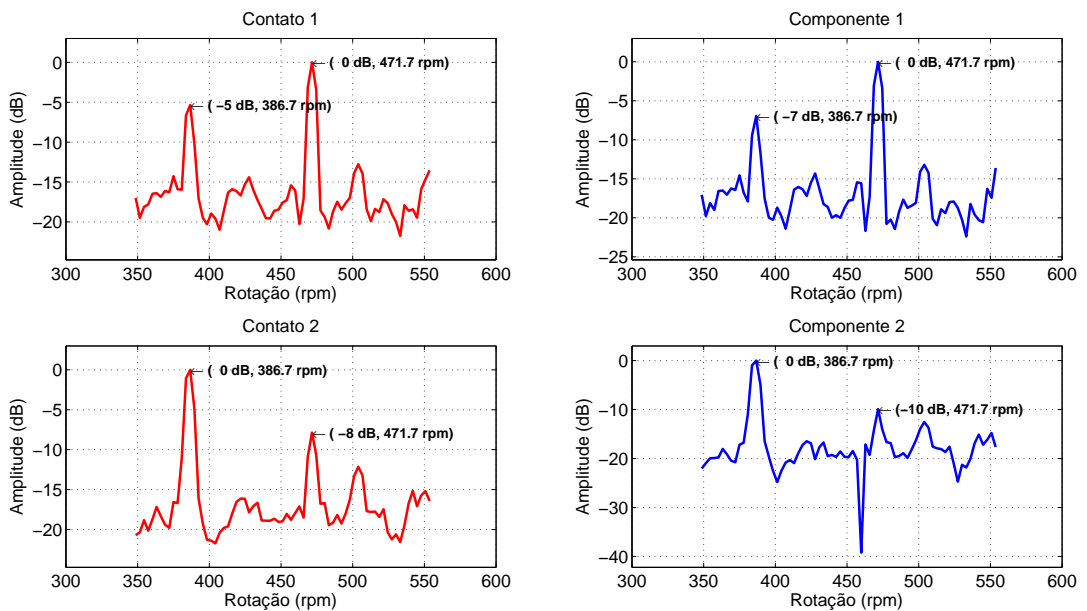 Contato 1
Amplitude (dB)
0
−5
−10
−15
−20
( 0 dB, 471.7 rpm)
( −5 dB, 386.7 rpm)
300 350 400 450 500 550 600
Rotação (rpm)
Componente 1
Amplitude (dB)
0
−5
−10
−15
−20
−25
( 0 dB, 471.7 rpm)
( −7 dB, 386.7 rpm)
300 350 400 450 500 550 600
Rotação (rpm)
Contato 2
Amplitude (dB)
0
−5
−10
−15
−20
( 0 dB, 386.7 rpm)
( −8 dB, 471.7 rpm)
300 350 400 450 500 550 600
Rotação (rpm)
Componente 2
Amplitude (dB)
0
−10
−20
−30
−40
( 0 dB, 386.7 rpm)
(−10 dB, 471.7 rpm)
300 350 400 450 500 550 600
Rotação (rpm)